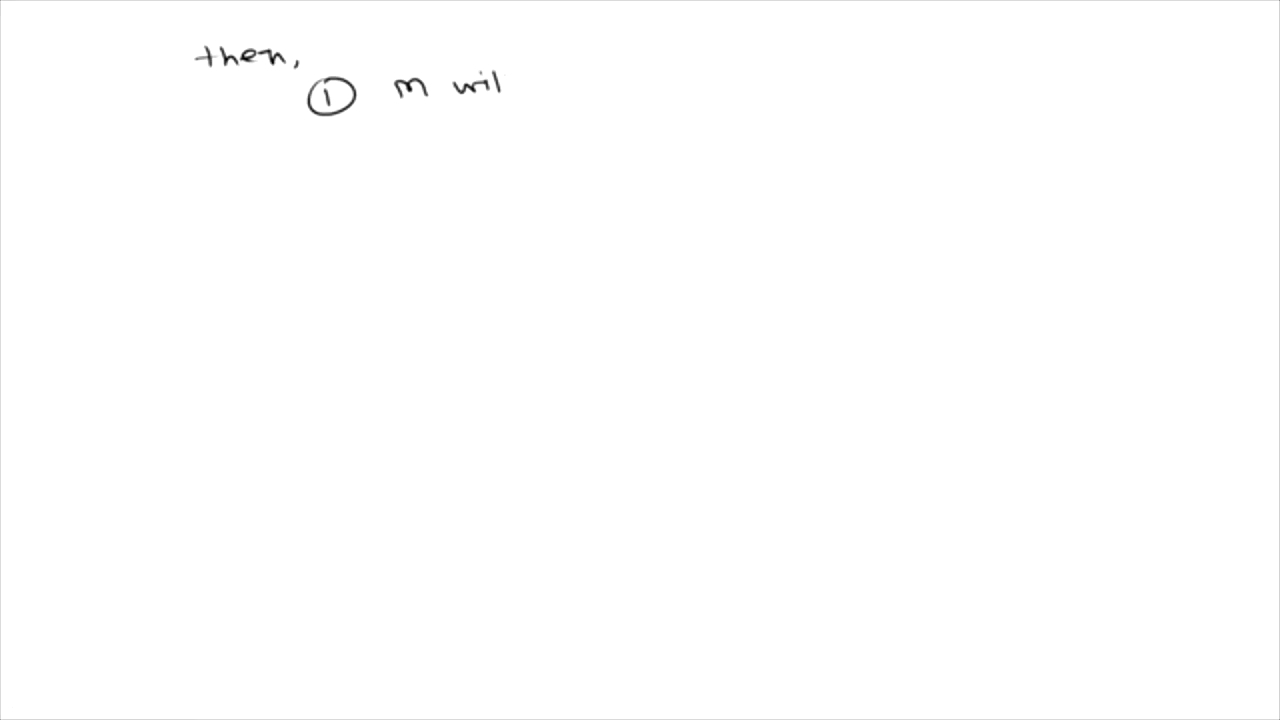 then,
① m wil